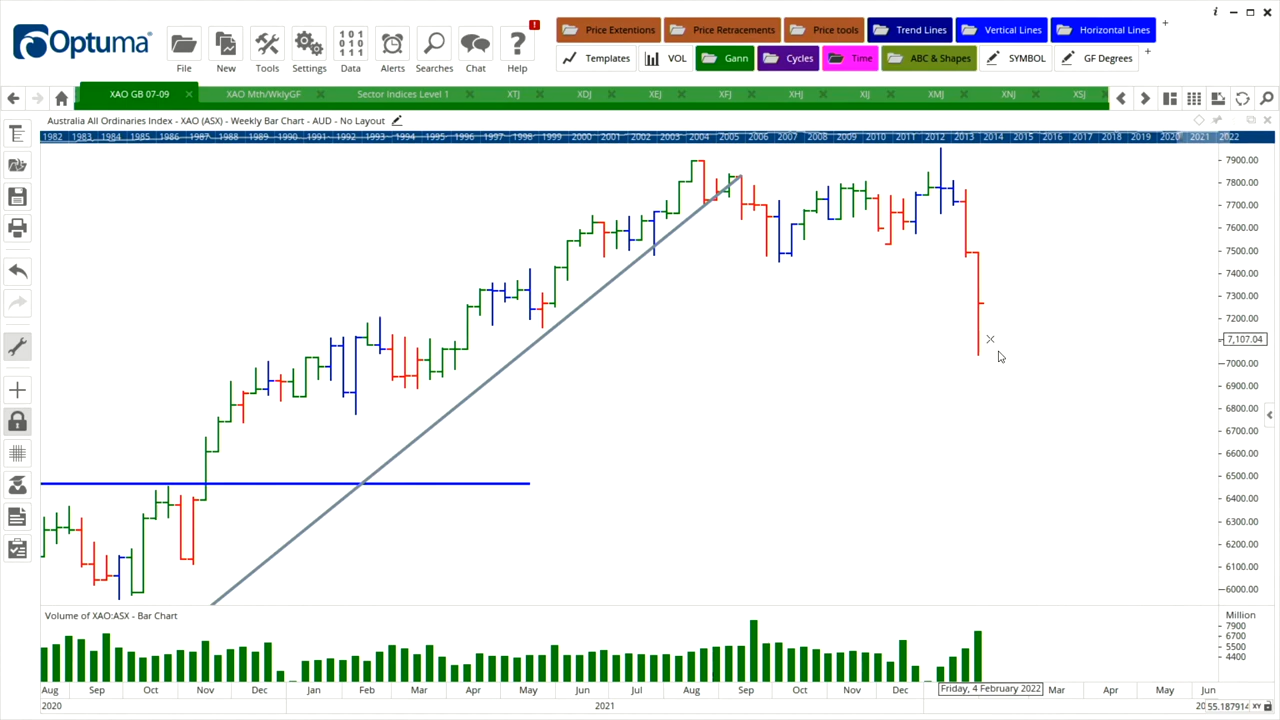 Optuma
File
New
Tools
Settings
101
010
111
Data
Alerts
Searches
Chat
!
?
Help
Price Extentions
Price Retracements
Price tools
Trend Lines
Vertical Lines
Horizontal Lines
+
Templates
VOL
Gann
Cycles
Time
ABC & Shapes
SYMBOL
GF Degrees
+
XAO GB 07-09
XAO Mth/WklyGF
Sector Indices Level 1
XTJ
XDJ
XEJ
XFJ
XHJ
XIJ
XMJ
XNJ
XSJ
Australia All Ordinaries Index - XAO (ASX) - Weekly Bar Chart - AUD - No Layout
1982 1983 1984 1985 1986 1987 1988 1989 1990 1991 1992 1993 1994 1995 1996 1997 1998 1999 2000 2001 2002 2003 2004 2005 2006 2007 2008 2009 2010 2011 2012 2013 2014 2015 2016 2017 2018 2019 2020 2021 2022
7900.00
7800.00
7700.00
7600.00
7500.00
7400.00
7300.00
7200.00
7,107.04
7000.00
6900.00
6800.00
6700.00
6600.00
6500.00
6400.00
6300.00
6200.00
6100.00
6000.00
Volume of XAO:ASX - Bar Chart
Million
7900
6700
5500
4400
Aug Sep Oct Nov Dec Jan Feb Mar Apr May Jun Jul Aug Sep Oct Nov Dec Friday, 4 February 2022 Mar Apr May Jun
2020 2021 20
55.187914 XY